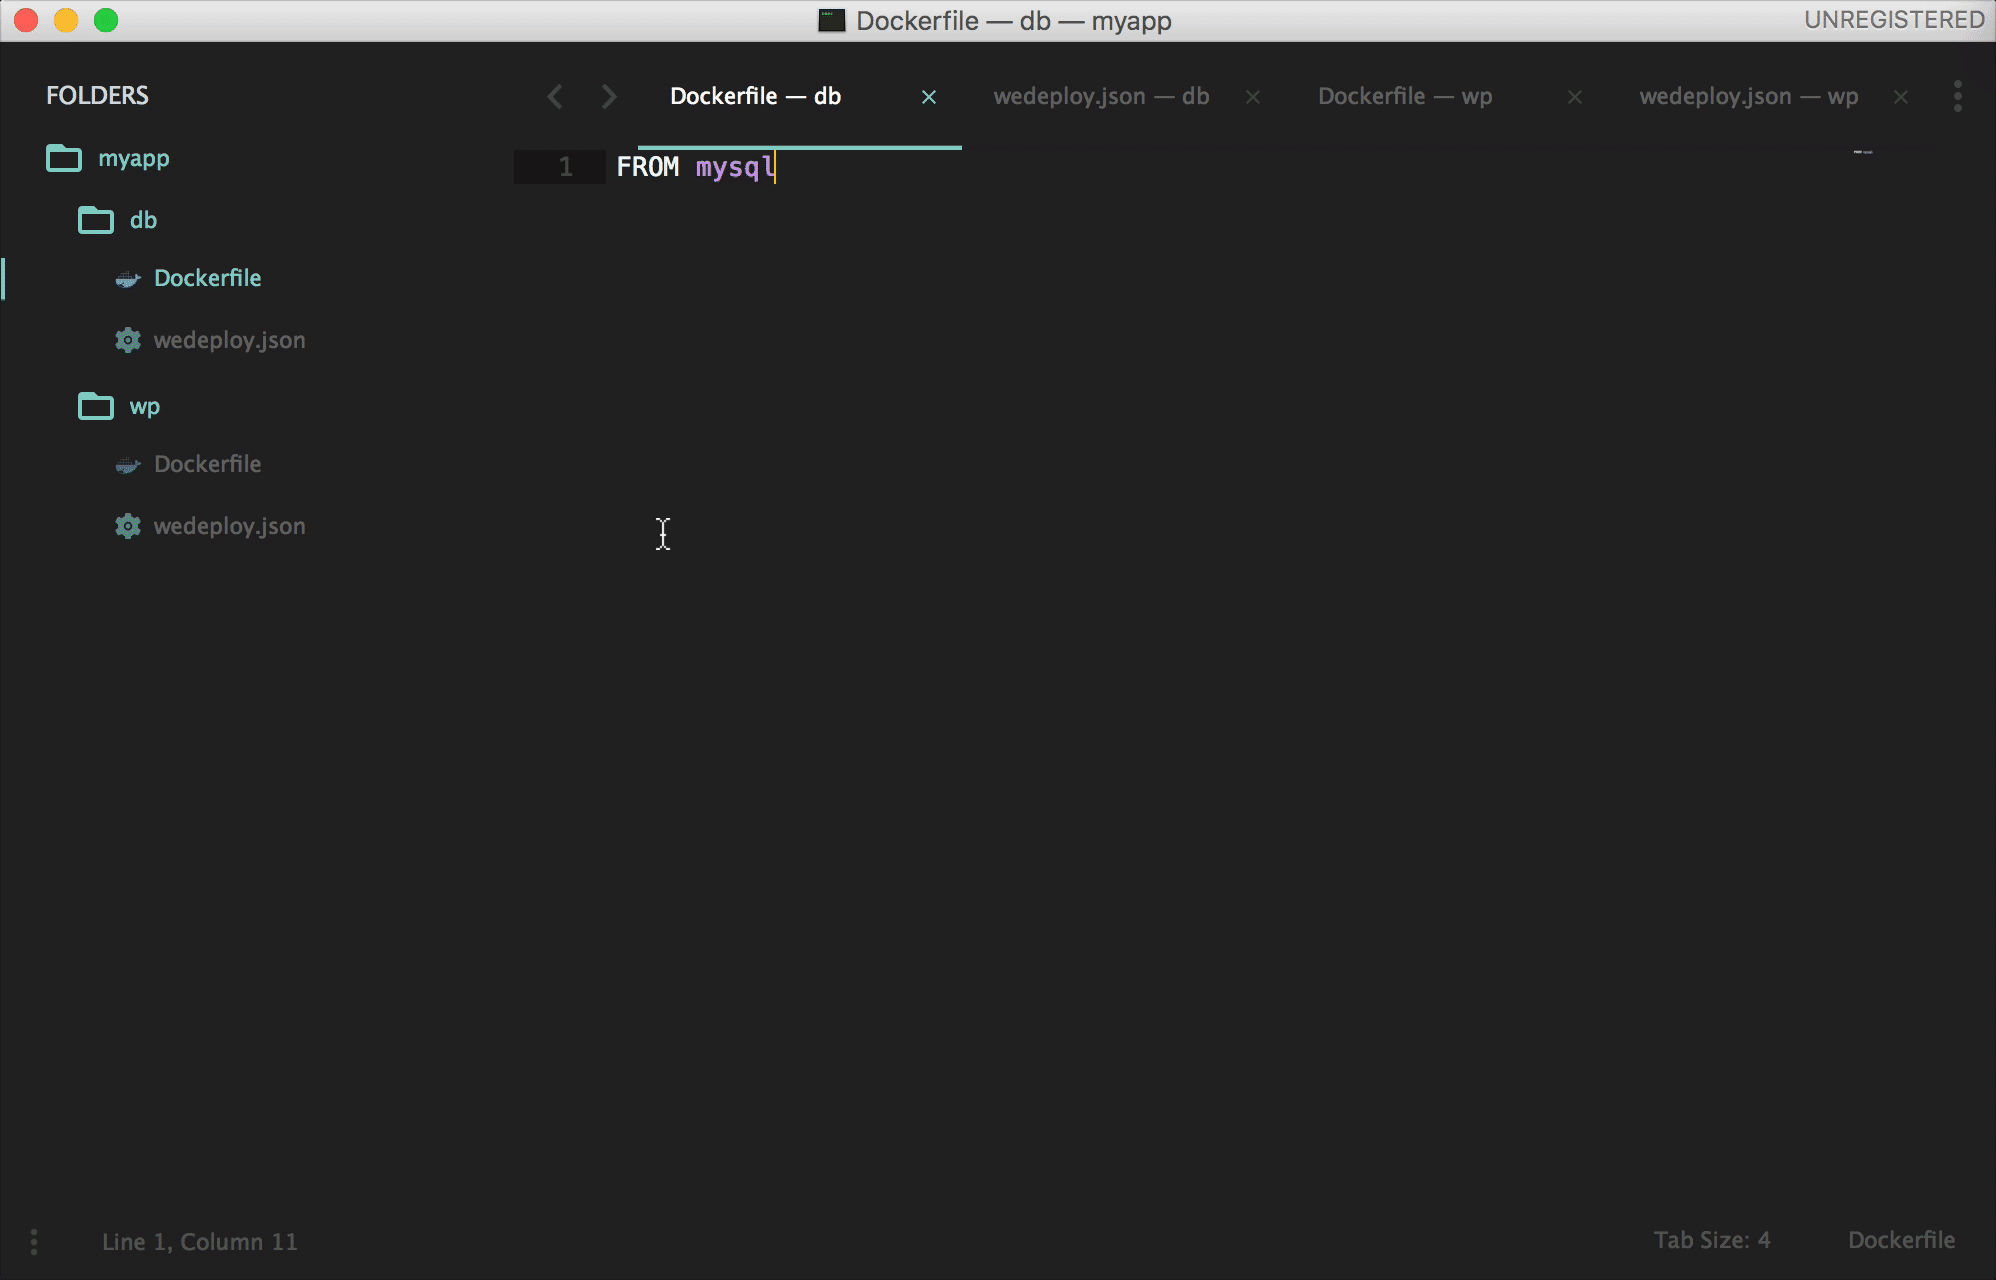 Dockerfile — db — myapp
UNREGISTERED
FOLDERS
myapp
db
Dockerfile
wedeploy.json
wp
Dockerfile
wedeploy.json
Dockerfile — db
wedeploy.json — db
Dockerfile — wp
wedeploy.json — wp
1 FROM mysql
Line 1, Column 11
Tab Size: 4
Dockerfile